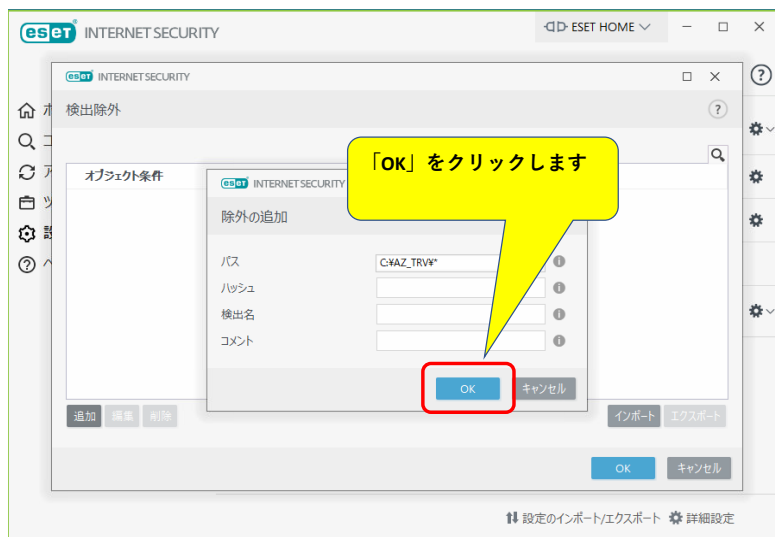 eset INTERNET SECURITY
ESET HOME
eset INTERNET SECURITY
検出除外
オブジェクト条件
「OK」をクリックします
eset INTERNET SECURITY
除外の追加
パス C:¥AZ_TRV¥*
ハッシュ
検出名
コメント
OK キャンセル
追加 編集 削除 インポート エクスポート
OK キャンセル
設定のインポート/エクスポート 詳細設定